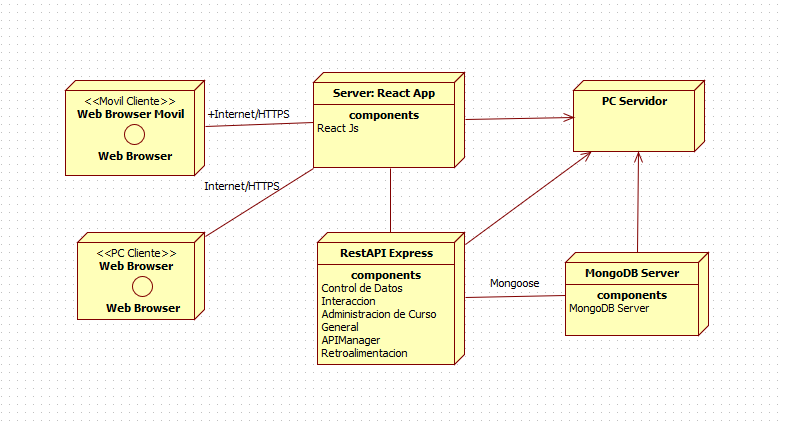 <<Movil Cliente>>
Web Browser Movil
Web Browser
+Internet/HTTPS
Server: React App
components
React Js
PC Servidor
Internet/HTTPS
<<PC Cliente>>
Web Browser
Web Browser
RestAPI Express
components
Control de Datos
Interaccion
Administracion de Curso
General
APIManager
Retroalimentacion
Mongoose
MongoDB Server
components
MongoDB Server